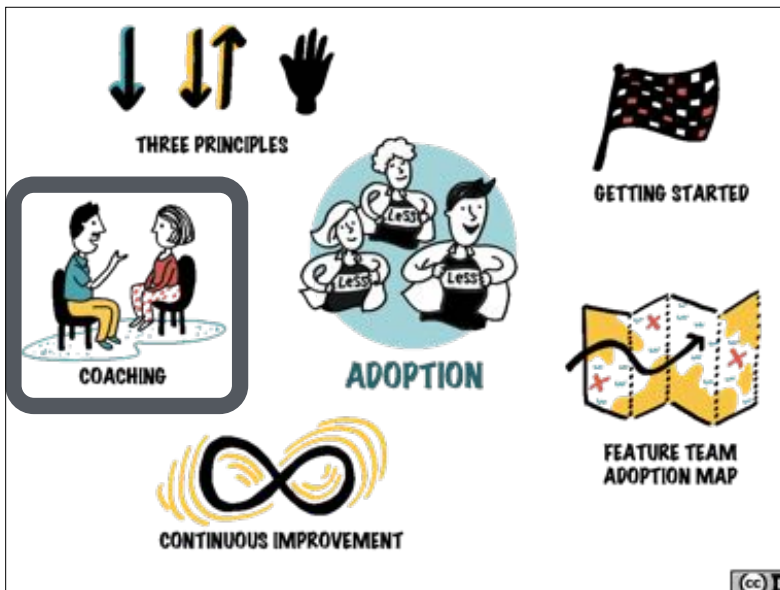 THREE PRINCIPLES
GETTING STARTED
LeSS
LeSS
LeSS
COACHING
ADOPTION
FEATURE TEAM
ADOPTION MAP
CONTINUOUS IMPROVEMENT
(cc)